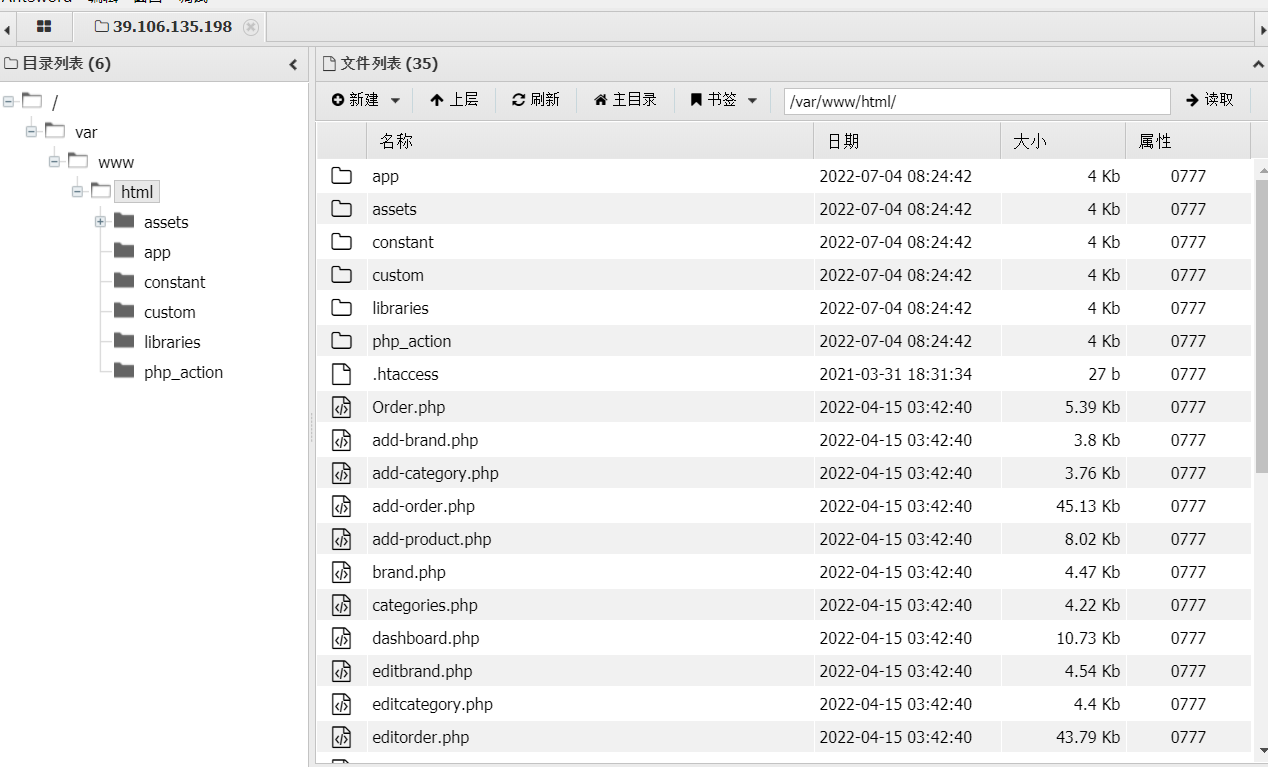 AntSword 编辑 窗口 调试
39.106.135.198
目录列表 (6)
/
var
www
html
assets
app
constant
custom
libraries
php_action
文件列表 (35)
新建 上层 刷新 主目录 书签 /var/www/html/ 读取
名称 日期 大小 属性
app 2022-07-04 08:24:42 4 Kb 0777
assets 2022-07-04 08:24:42 4 Kb 0777
constant 2022-07-04 08:24:42 4 Kb 0777
custom 2022-07-04 08:24:42 4 Kb 0777
libraries 2022-07-04 08:24:42 4 Kb 0777
php_action 2022-07-04 08:24:42 4 Kb 0777
.htaccess 2021-03-31 18:31:34 27 b 0777
Order.php 2022-04-15 03:42:40 5.39 Kb 0777
add-brand.php 2022-04-15 03:42:40 3.8 Kb 0777
add-category.php 2022-04-15 03:42:40 3.76 Kb 0777
add-order.php 2022-04-15 03:42:40 45.13 Kb 0777
add-product.php 2022-04-15 03:42:40 8.02 Kb 0777
brand.php 2022-04-15 03:42:40 4.47 Kb 0777
categories.php 2022-04-15 03:42:40 4.22 Kb 0777
dashboard.php 2022-04-15 03:42:40 10.73 Kb 0777
editbrand.php 2022-04-15 03:42:40 4.54 Kb 0777
editcategory.php 2022-04-15 03:42:40 4.4 Kb 0777
editorder.php 2022-04-15 03:42:40 43.79 Kb 0777